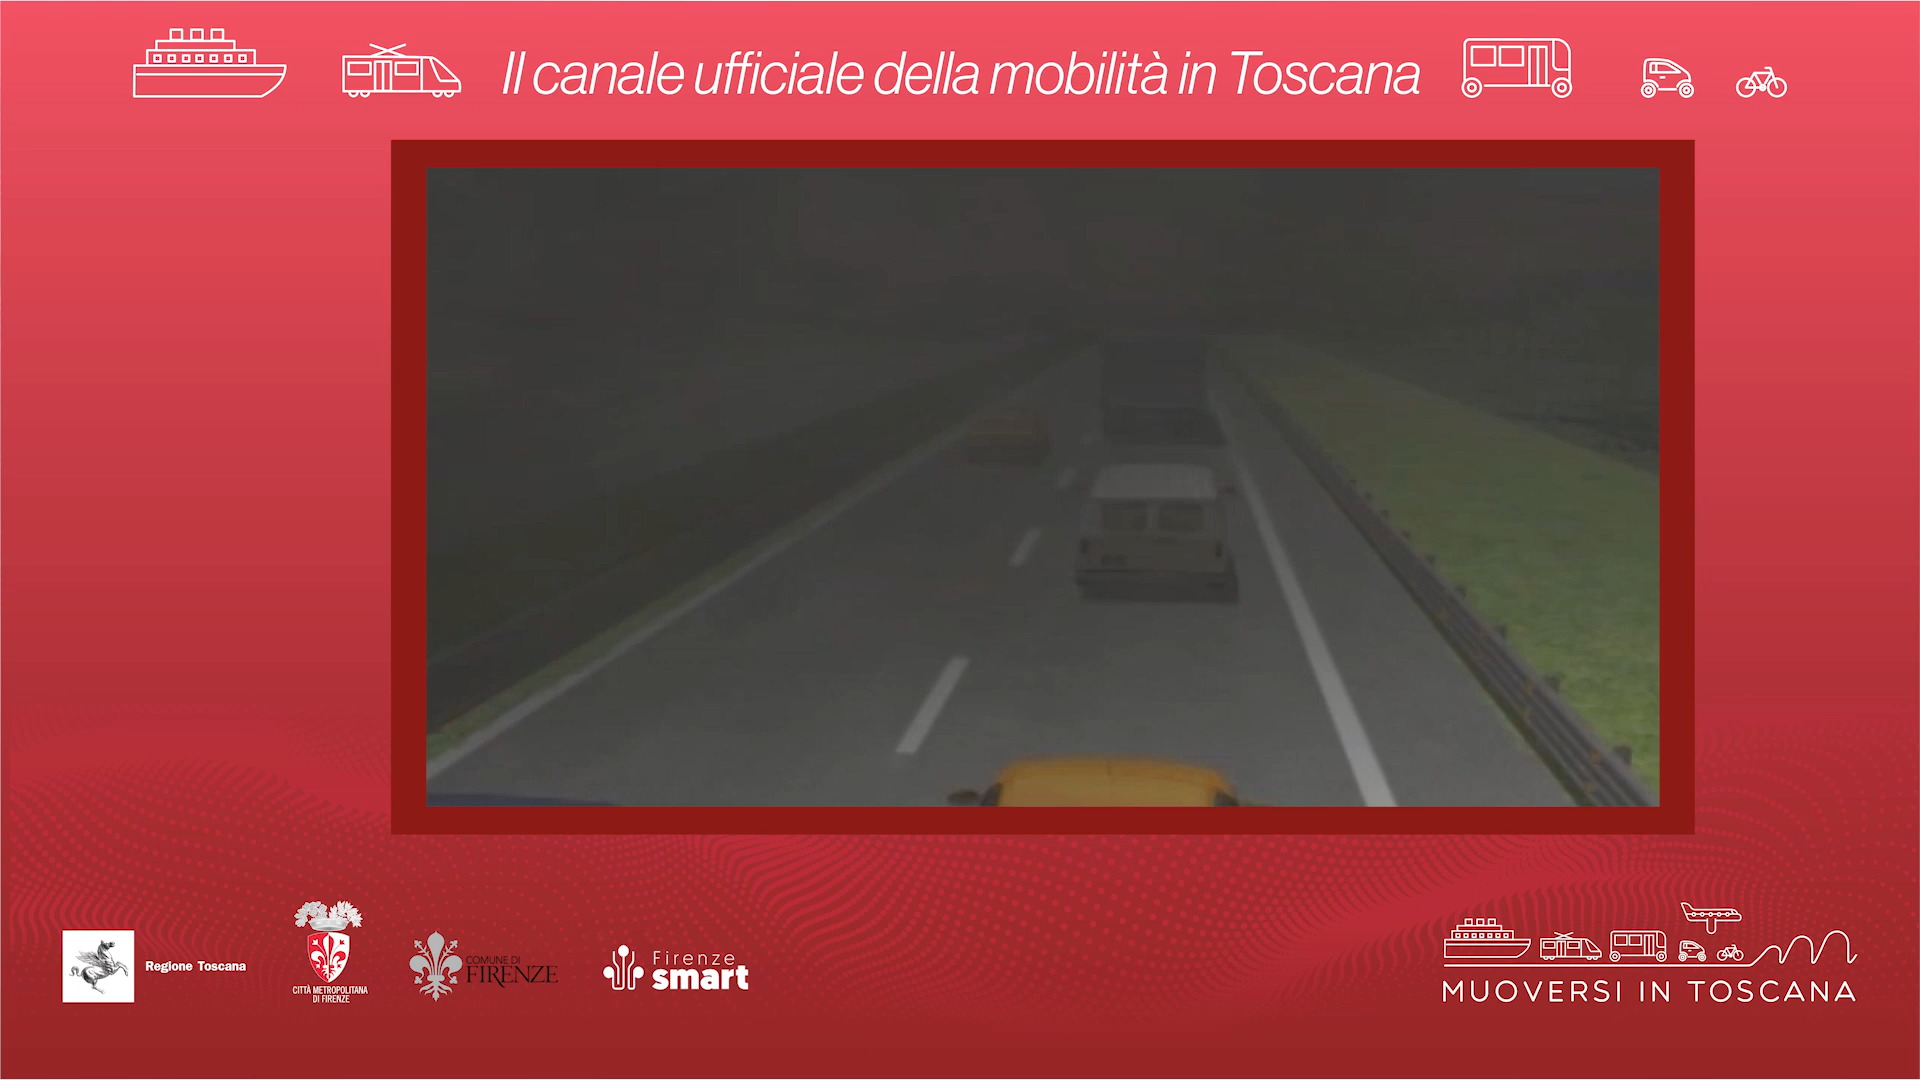 Il canale ufficiale della mobilità in Toscana
Regione Toscana
CITTÀ METROPOLITANA
DI FIRENZE
COMUNE DI
FIRENZE
Firenze
smart
MUOVERSI IN TOSCANA